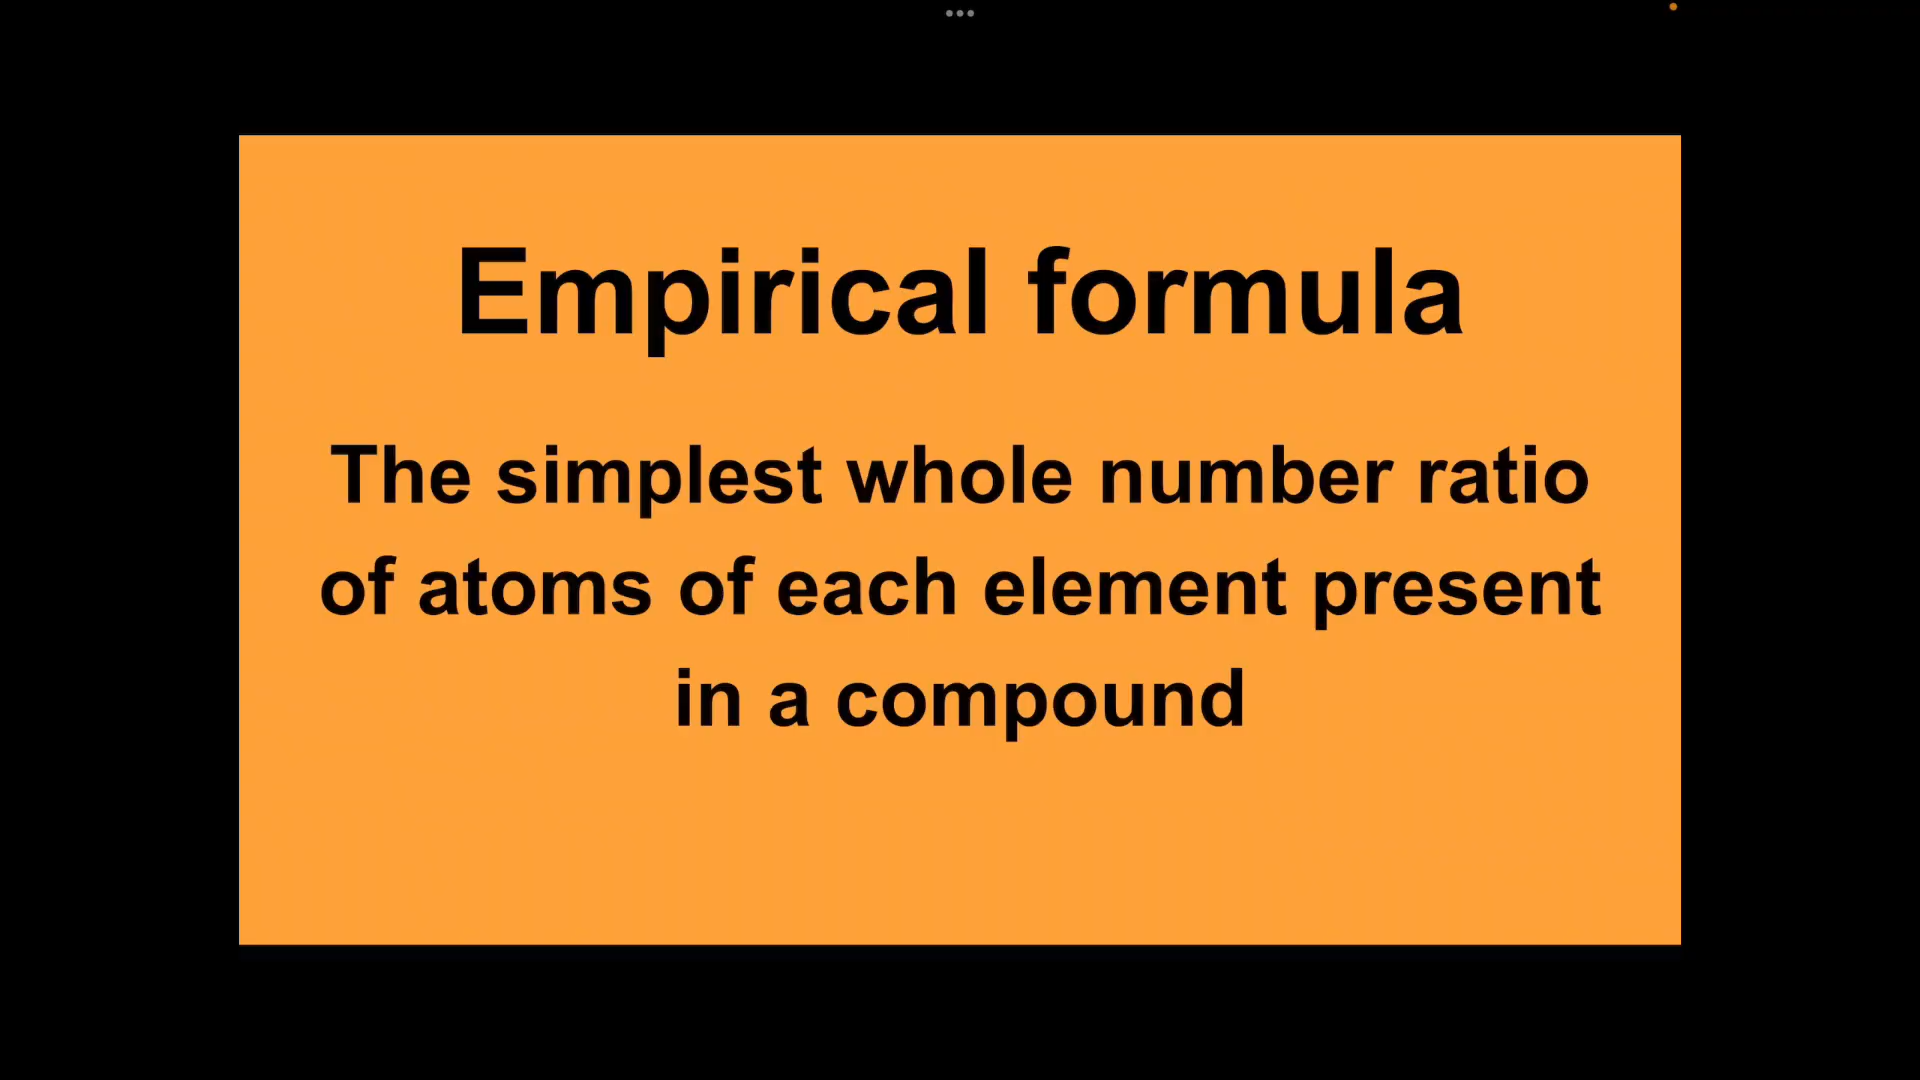 Empirical formula
The simplest whole number ratio
of atoms of each element present
in a compound